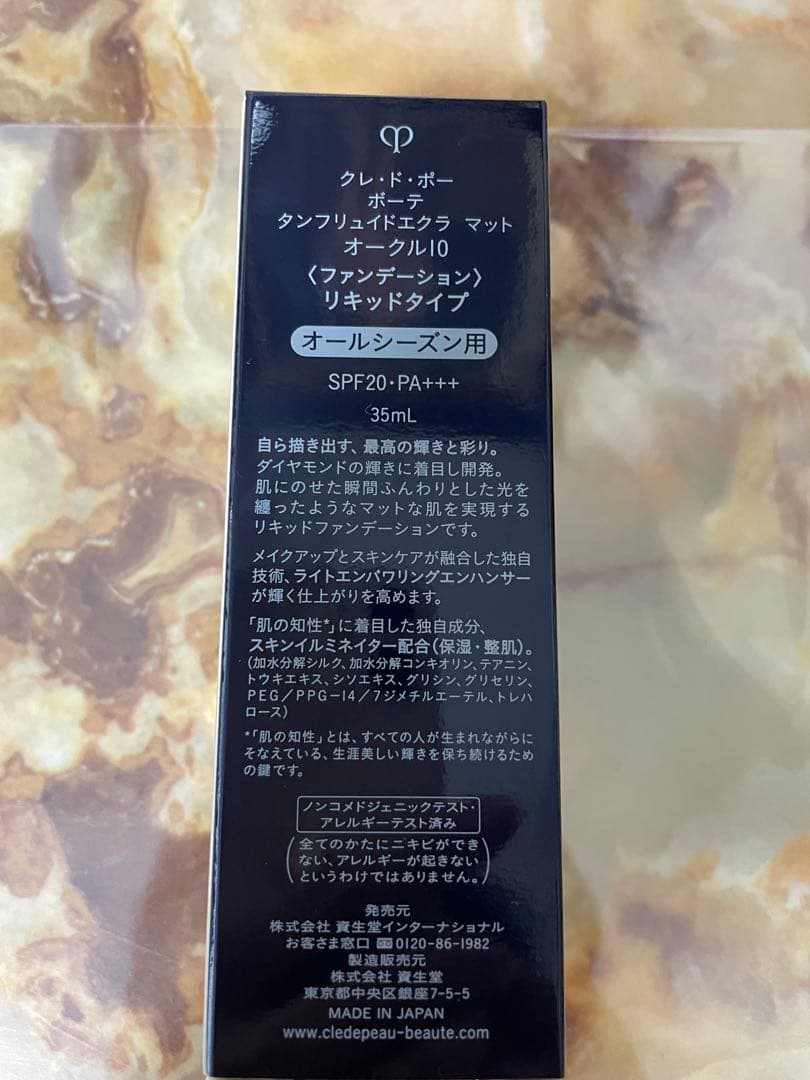 クレ・ド・ポー
ボーテ
タンフリュイドエクラ マット
オークル10
〈ファンデーション〉
リキッドタイプ
オールシーズン用
SPF20・PA+++
35mL
自ら描き出す、最高の輝きと彩り。
ダイヤモンドの輝きに着目し開発。
肌にのせた瞬間ふんわりとした光を
纏ったようなマットな肌を実現する
リキッドファンデーションです。
メイクアップとスキンケアが融合した独自
技術、ライトエンパワリングエンハンサー
が輝く仕上がりを高めます。
「肌の知性*」に着目した独自成分、
スキンイルミネイター配合(保湿・整肌)。
(加水分解シルク、加水分解コンキオリン、テアニン、
トウキエキス、シソエキス、グリシン、グリセリン、
PEG/PPG-14/7ジメチルエーテル、トレハ
ロース)
*「肌の知性」とは、すべての人が生まれながらに
そなえている、生涯美しい輝きを保ち続けるため
の鍵です。
ノンコメドジェニックテスト・
アレルギーテスト済み
(全てのかたにニキビができ
ない、アレルギーが起きない
というわけではありません。)
発売元
株式会社 資生堂インターナショナル
お客さま窓口 0120-86-1982
製造販売元
株式会社 資生堂
東京都中央区銀座7-5-5
MADE IN JAPAN
www.cledepeau-beaute.com